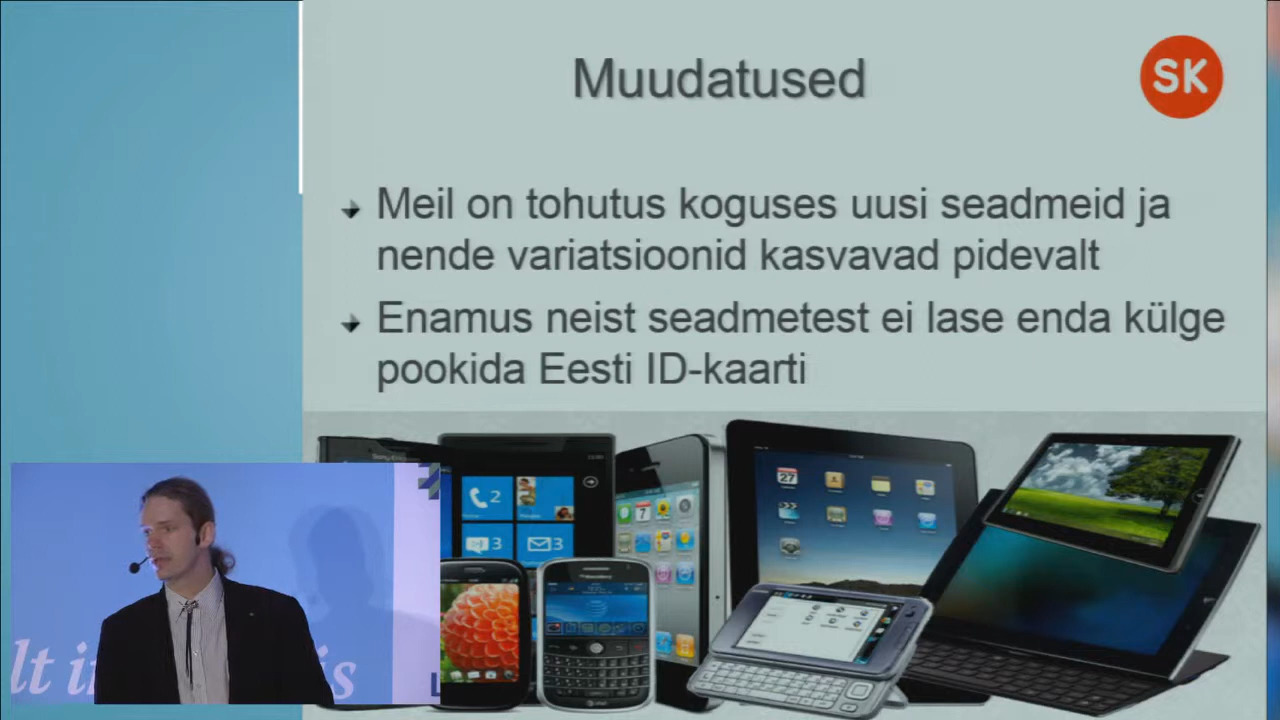 Muudatused
SK
Meil on tohutus koguses uusi seadmeid ja
nende variatsioonid kasvavad pidevalt
Enamus neist seadmetest ei lase enda külge
pookida Eesti ID-kaarti